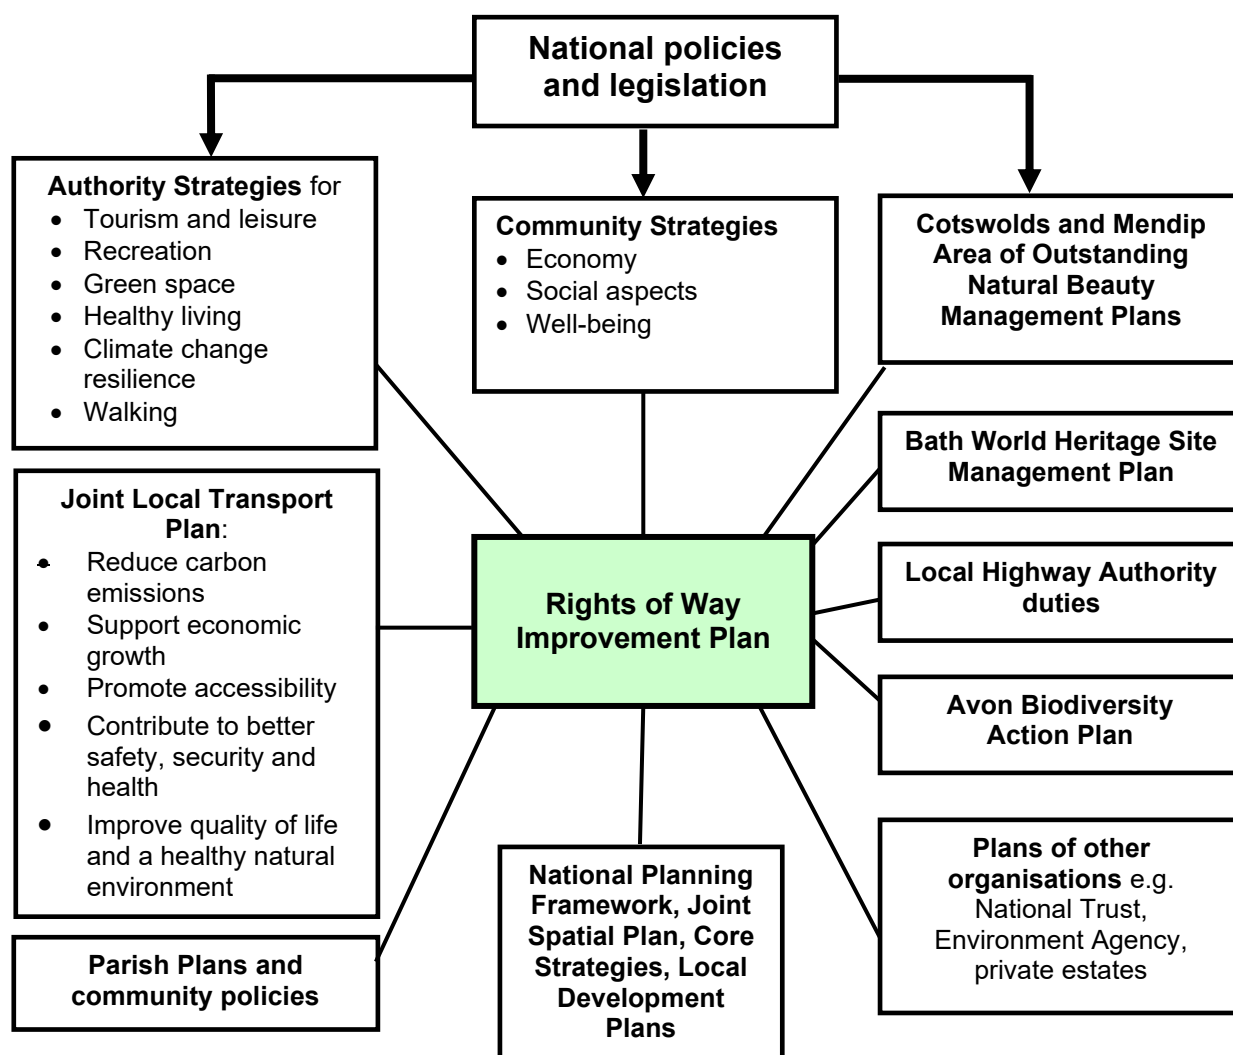 National policies
and legislation
Authority Strategies for
• Tourism and leisure
• Recreation
• Green space
• Healthy living
• Climate change
resilience
• Walking
Community Strategies
• Economy
• Social aspects
• Well-being
Cotswolds and Mendip
Area of Outstanding
Natural Beauty
Management Plans
Bath World Heritage Site
Management Plan
Joint Local Transport
Plan:
• Reduce carbon
emissions
• Support economic
growth
• Promote accessibility
• Contribute to better
safety, security and
health
• Improve quality of life
and a healthy natural
environment
Rights of Way
Improvement Plan
Local Highway Authority
duties
Avon Biodiversity
Action Plan
Parish Plans and
community policies
National Planning
Framework, Joint
Spatial Plan, Core
Strategies, Local
Development
Plans
Plans of other
organisations e.g.
National Trust,
Environment Agency,
private estates